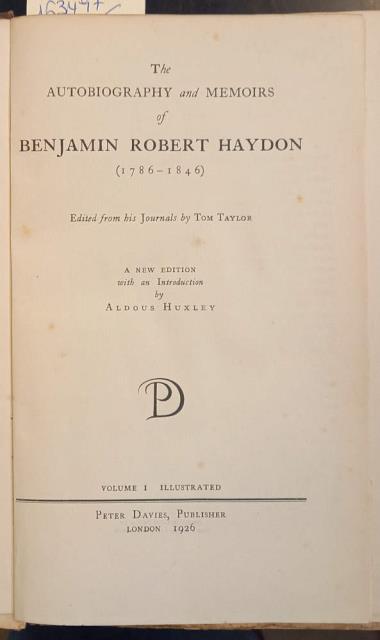 163497
The
AUTOBIOGRAPHY and MEMOIRS
of
BENJAMIN ROBERT HAYDON
(1786–1846)
Edited from his Journals by TOM TAYLOR
A NEW EDITION
with an Introduction
by
ALDOUS HUXLEY
PD
VOLUME I ILLUSTRATED
PETER DAVIES, PUBLISHER
LONDON 1926